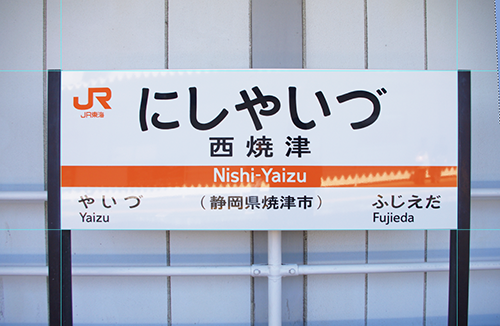 JR
JR東海
にしやいづ
西焼津
Nishi-Yaizu
やいづ
Yaizu
(静岡県焼津市)
ふじえだ
Fujieda